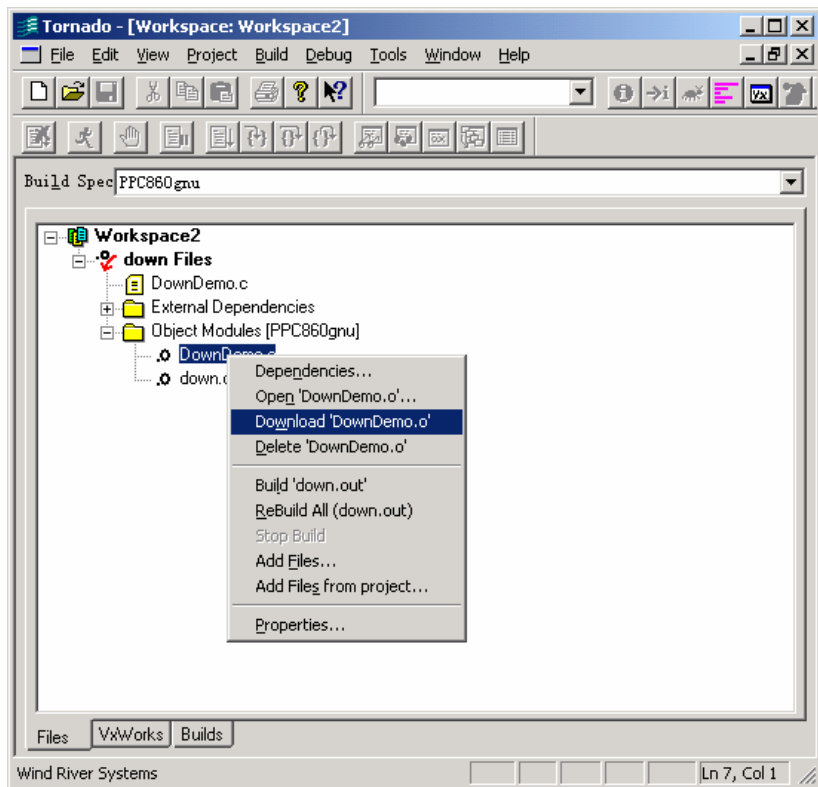 Tornado - [Workspace: Workspace2]
File Edit View Project Build Debug Tools Window Help
Build Spec PPC860gnu
Workspace2
down Files
DownDemo.c
External Dependencies
Object Modules [PPC860gnu]
DownDemo.o
down.o
Dependencies...
Open 'DownDemo.o'...
Download 'DownDemo.o'
Delete 'DownDemo.o'
Build 'down.out'
ReBuild All (down.out)
Stop Build
Add Files...
Add Files from project...
Properties...
Files VxWorks Builds
Wind River Systems Ln 7, Col 1